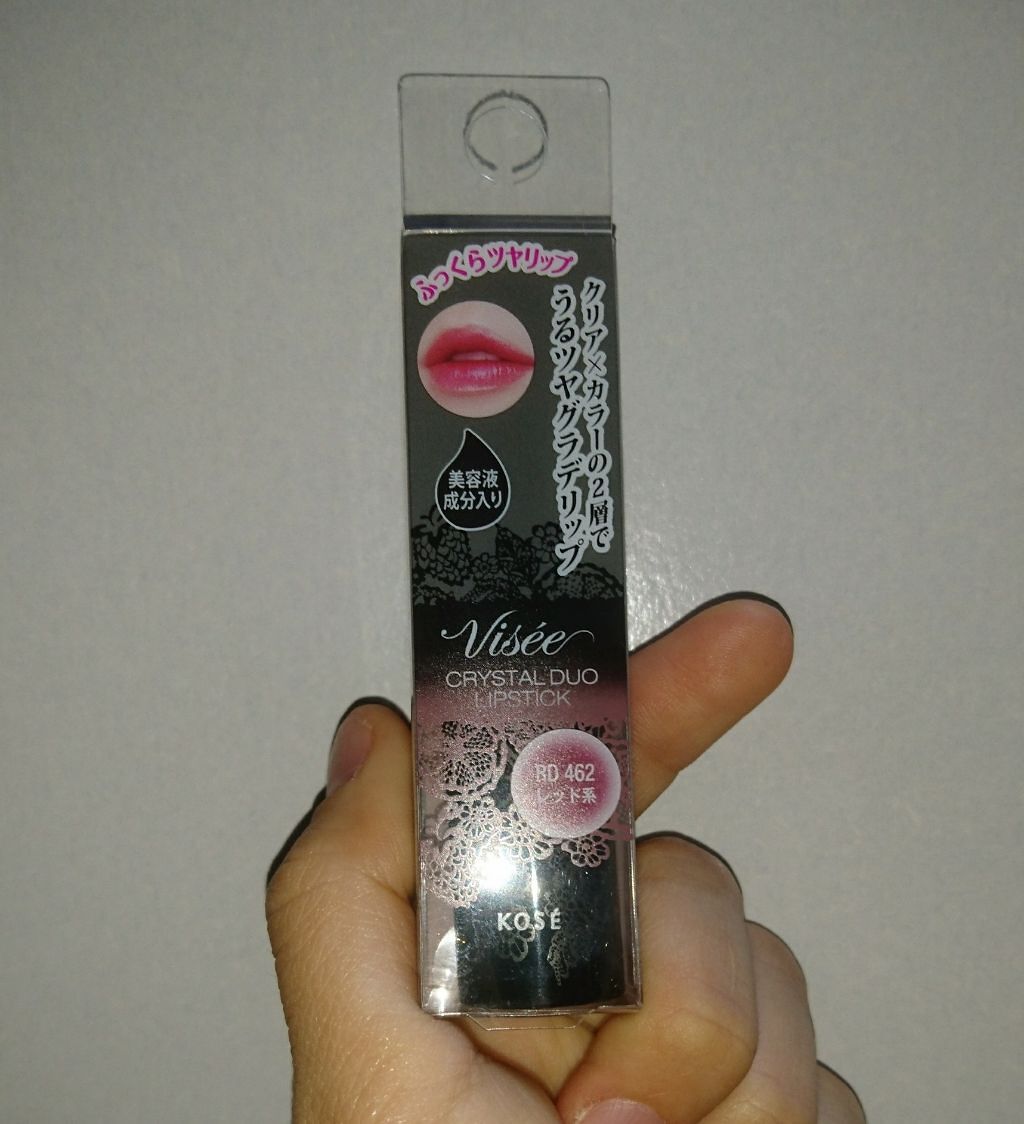 ふっくらツヤリップ
クリア×カラーの2層で
うるツヤグラデリップ
美容液
成分入り
Visée
CRYSTAL DUO
LIPSTICK
RD 462
レッド系
KOSÉ